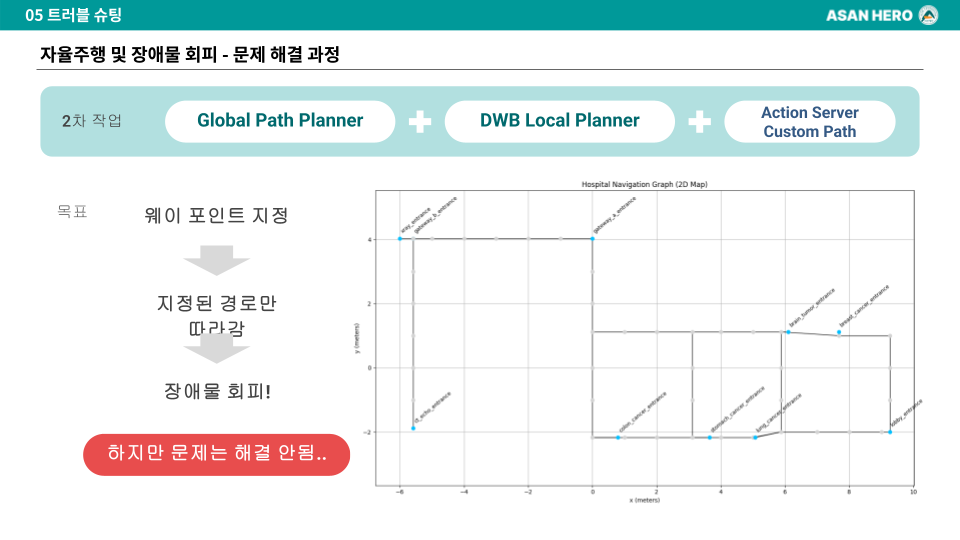 05 트러블 슈팅
ASAN HERO
자율주행 및 장애물 회피 - 문제 해결 과정
2차 작업
Global Path Planner
DWB Local Planner
Action Server
Custom Path
목표
웨이 포인트 지정
지정된 경로만
따라감
장애물 회피!
하지만 문제는 해결 안됨..
Hospital Navigation Graph (2D Map)
gateway_b_entrance
gateway_a_entrance
brain_tumor_entrance
breast_cancer_entrance
colon_cancer_entrance
stomach_cancer_entrance
lung_cancer_entrance
lobby_entrance
y (meters)
4
2
0
−2
−6
−4
−2
0
2
4
6
8
10
x (meters)